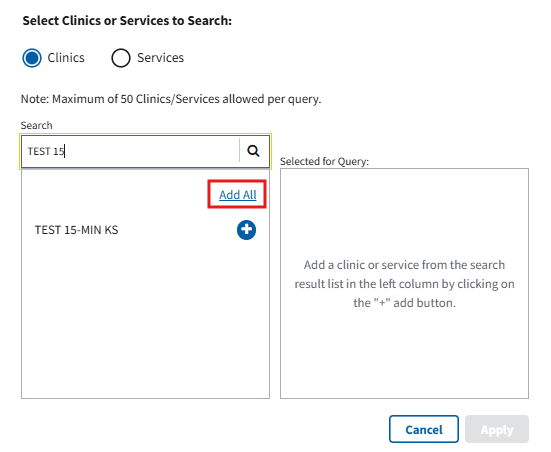 Select Clinics or Services to Search:
Clinics
Services
Note: Maximum of 50 Clinics/Services allowed per query.
Search
TEST 15
Add All
TEST 15-MIN KS
Selected for Query:
Add a clinic or service from the search
result list in the left column by clicking on
the "+" add button.
Cancel
Apply